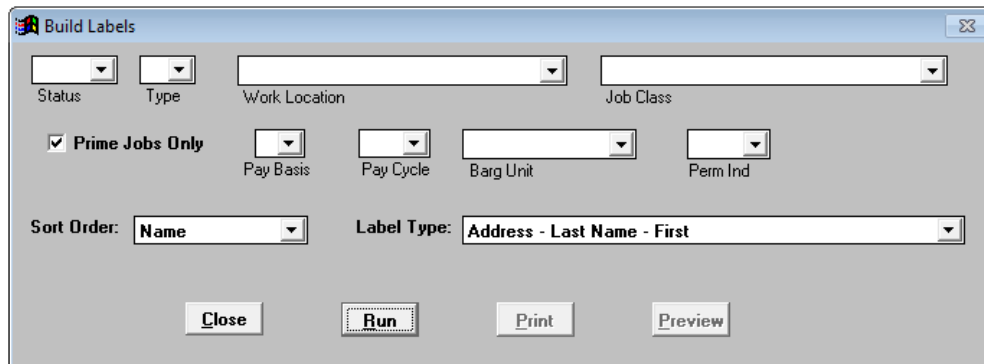 Build Labels
Status Type Work Location Job Class
Prime Jobs Only
Pay Basis Pay Cycle Barg Unit Perm Ind
Sort Order: Name Label Type: Address - Last Name - First
Close Run Print Preview